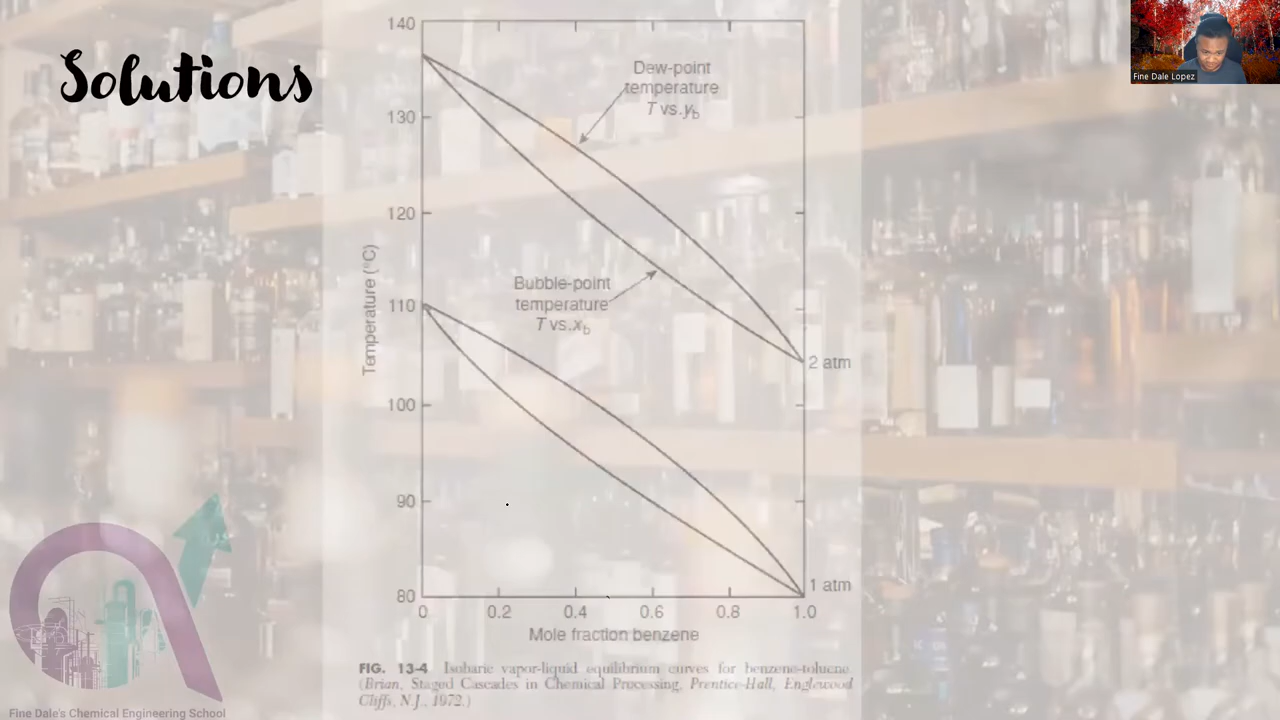 Solutions
Fine Dale Lopez
140
Dew-point
temperature
T vs. yb
130
120
Bubble-point
temperature
T vs. xb
Temperature (°C)
110
2 atm
100
90
80
1 atm
0 0.2 0.4 0.6 0.8 1.0
Mole fraction benzene
FIG. 13-4 Isobaric vapor-liquid equilibrium curves for benzene-toluene.
(Brian, Staged Cascades in Chemical Processing, Prentice-Hall, Englewood
Cliffs, N.J., 1972.)
Fine Dale's Chemical Engineering School